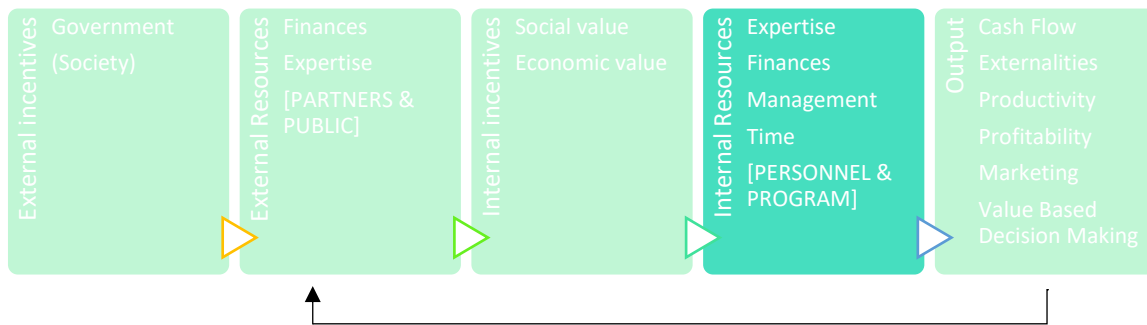 External incentives
Government
(Society)
External Resources
Finances
Expertise
[PARTNERS &
PUBLIC]
Internal incentives
Social value
Economic value
Internal Resources
Expertise
Finances
Management
Time
[PERSONNEL &
PROGRAM]
Output
Cash Flow
Externalities
Productivity
Profitability
Marketing
Value Based
Decision Making